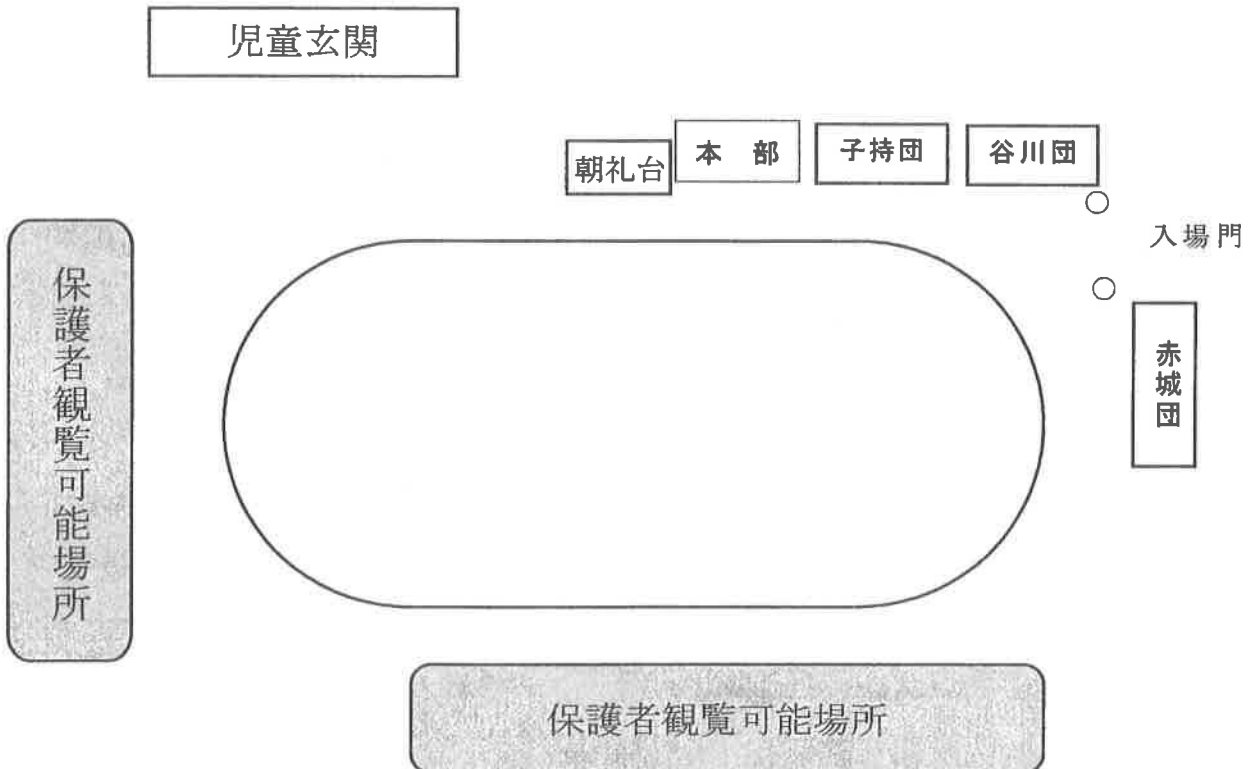 児童玄関
朝礼台
本部
子持団
谷川団
入場門
赤城団
保護者観覧可能場所
保護者観覧可能場所